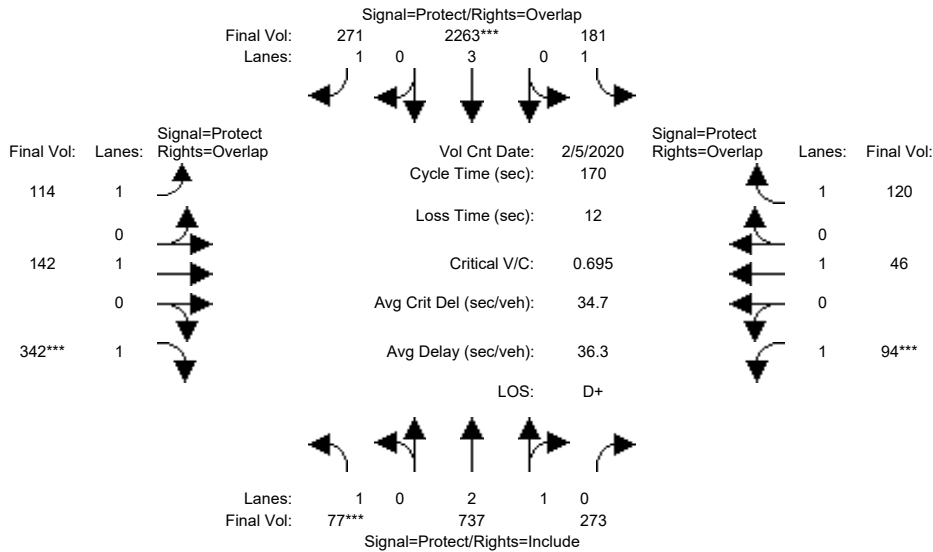 Signal=Protect/Rights=Overlap
Final Vol: 271 2263*** 181
Lanes: 1 0 3 0 1
Signal=Protect Signal=Protect
Final Vol: Lanes: Rights=Overlap Vol Cnt Date: 2/5/2020 Rights=Overlap Lanes: Final Vol:
Cycle Time (sec): 170
114 1 1 120
Loss Time (sec): 12
0 0
142 1 Critical V/C: 0.695 1 46
0 Avg Crit Del (sec/veh): 34.7 0
342*** 1 Avg Delay (sec/veh): 36.3 1 94***
LOS: D+
Lanes: 1 0 2 1 0
Final Vol: 77*** 737 273
Signal=Protect/Rights=Include